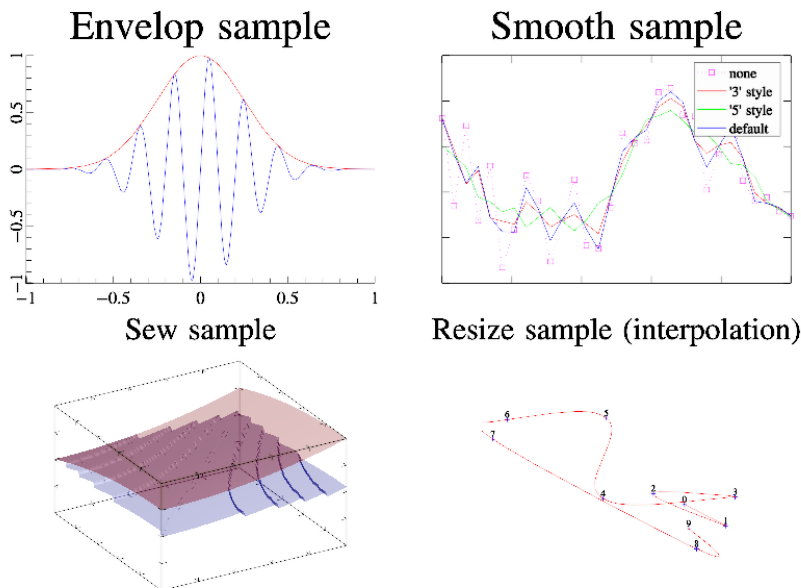 Envelop sample
1
0.5
0
−0.5
−1
−1
−0.5
0
0.5
1
Smooth sample
none
'3' style
'5' style
default
Sew sample
Resize sample (interpolation)
6
5
7
4
2
3
0
1
9
8